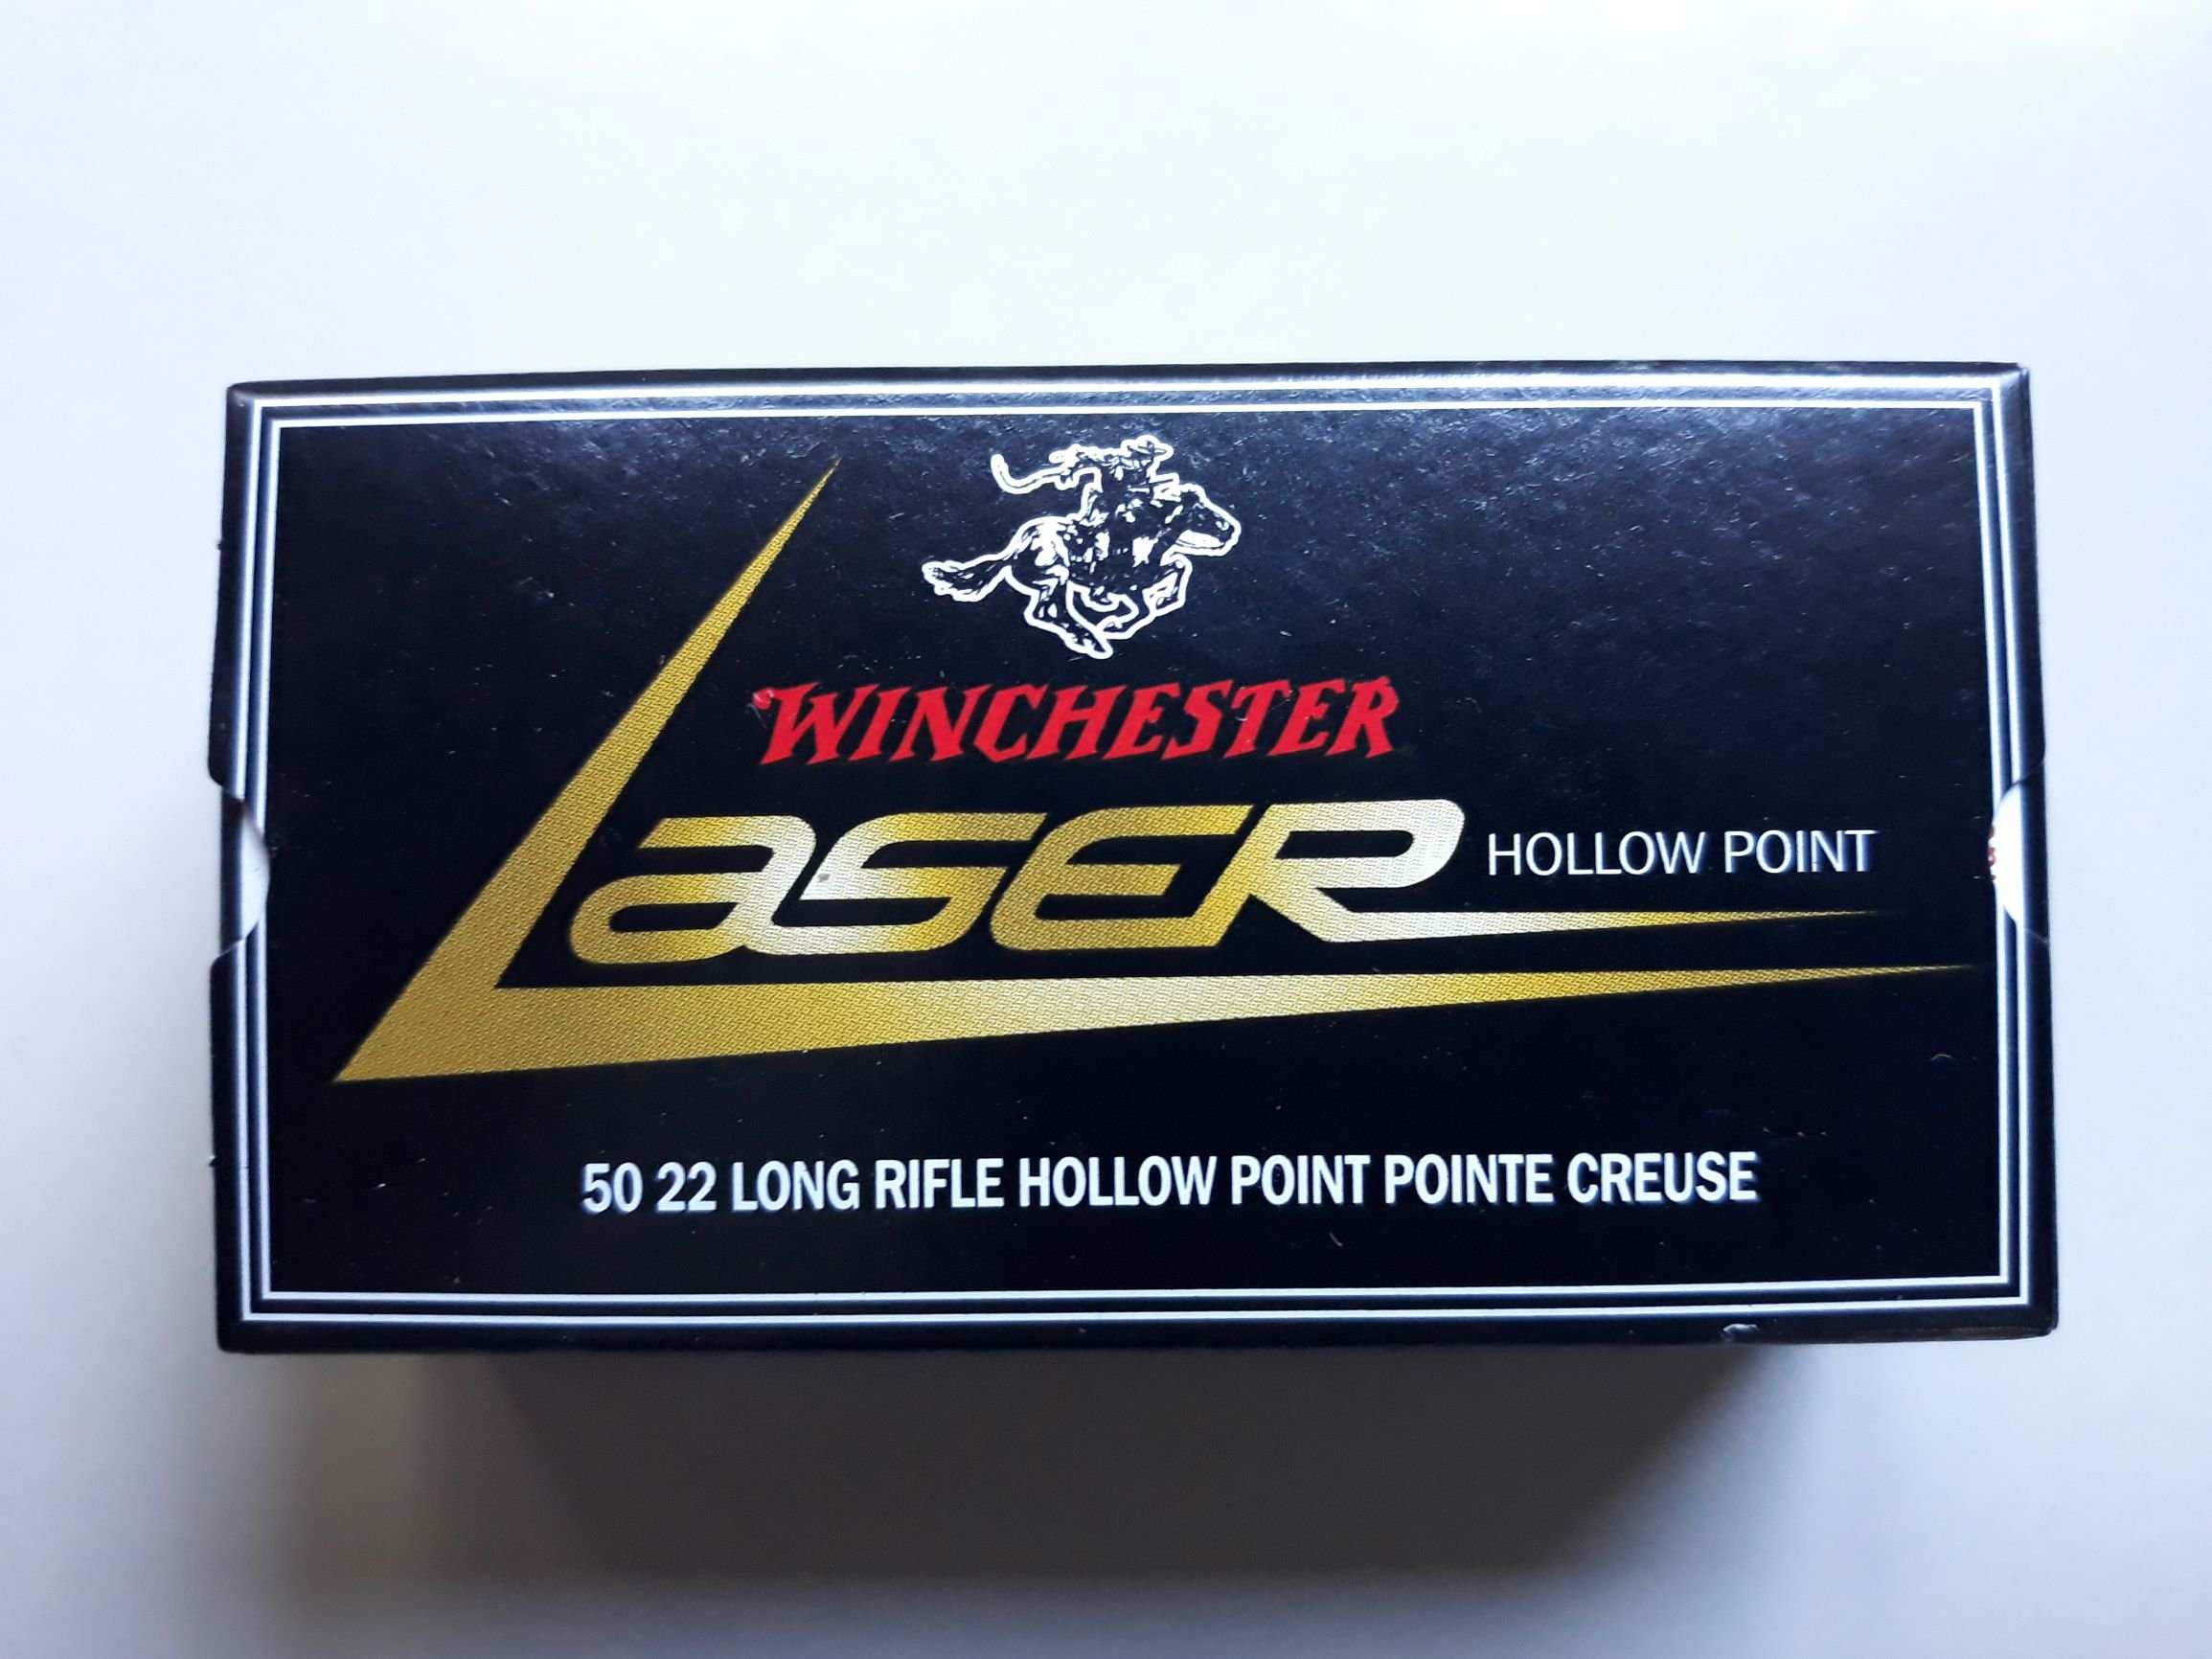 WINCHESTER
Laser HOLLOW POINT
50 22 LONG RIFLE HOLLOW POINT POINTE CREUSE